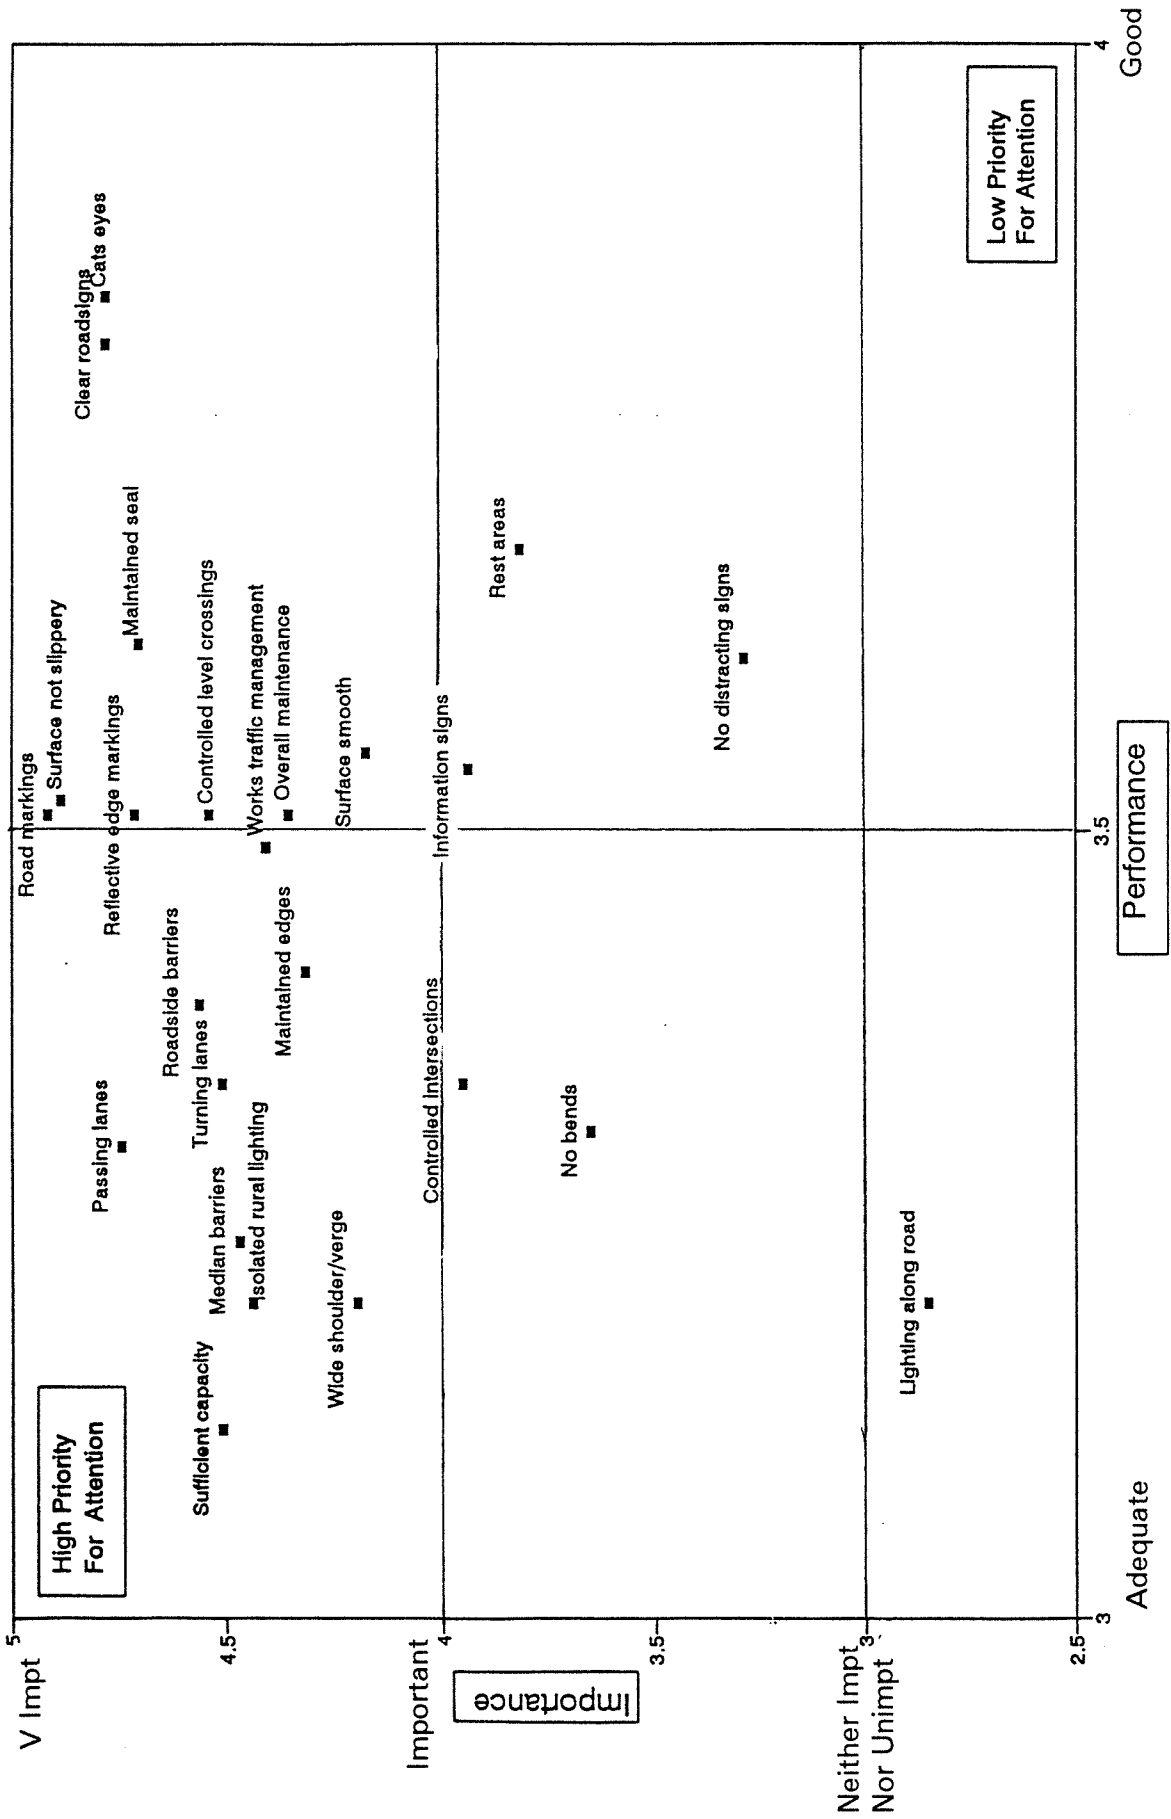 V Impt
5
4.5
Important
4
Importance
3.5
Neither Impt
Nor Unimpt
3
2.5
High Priority
For Attention
Low Priority
For Attention
Road markings
Surface not slippery
Clear roadsigns
Cats eyes
Reflective edge markings
Maintained seal
Passing lanes
Roadside barriers
Turning lanes
Controlled level crossings
Sufficient capacity
Median barriers
Isolated rural lighting
Works traffic management
Overall maintenance
Maintained edges
Wide shoulder/verge
Surface smooth
Controlled Intersections
Information signs
Rest areas
No bends
No distracting signs
Lighting along road
3
3.5
4
Adequate
Performance
Good